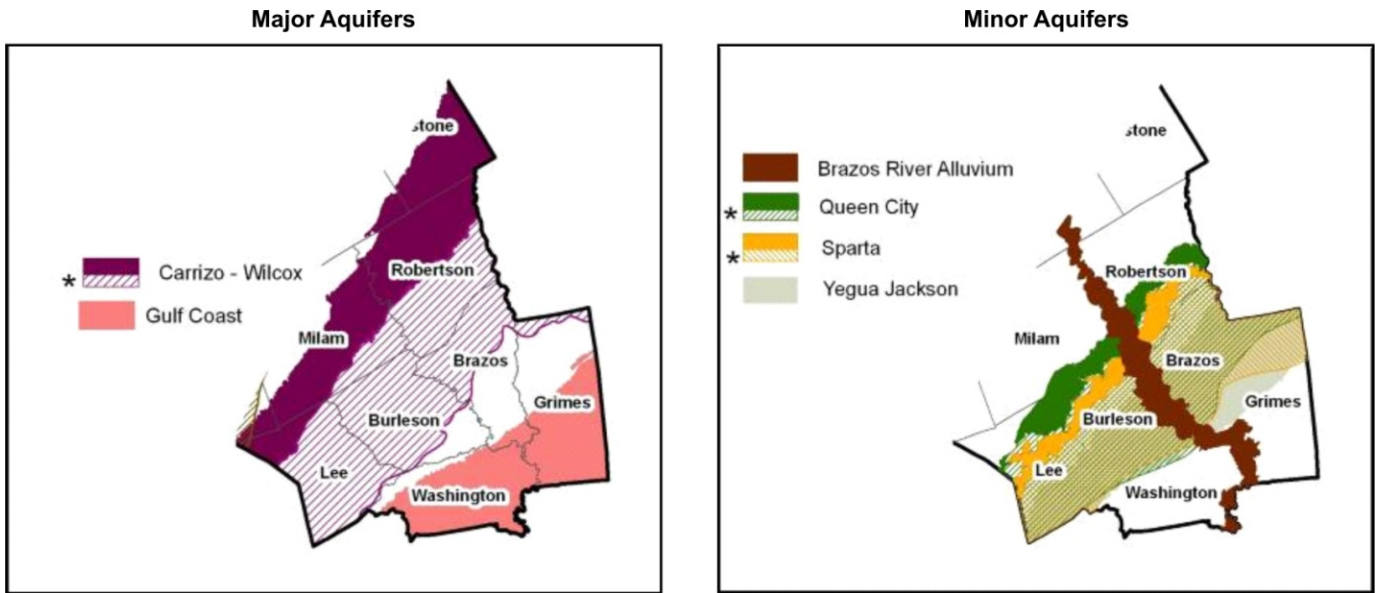 Major Aquifers
stone
Robertson
* Carrizo - Wilcox
Gulf Coast
Milam
Brazos
Grimes
Burleson
Lee
Washington
Minor Aquifers
stone
Brazos River Alluvium
* Queen City
* Sparta
Yegua Jackson
Robertson
Milam
Brazos
Grimes
Burleson
Lee
Washington